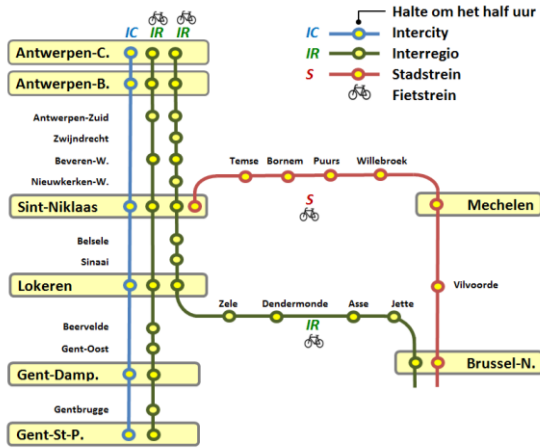 Halte om het half uur
IC Intercity
IR Interregio
S Stadstrein
Fietstrein
IC IR IR
Antwerpen-C.
Antwerpen-B.
Antwerpen-Zuid
Zwijndrecht
Beveren-W.
Nieuwkerken-W.
Sint-Niklaas
Temse Bornem Puurs Willebroek
S
Mechelen
Belsele
Sinaai
Vilvoorde
Lokeren
Zele Dendermonde Asse Jette
IR
Beervelde
Gent-Oost
Brussel-N.
Gent-Damp.
Gentbrugge
Gent-St-P.